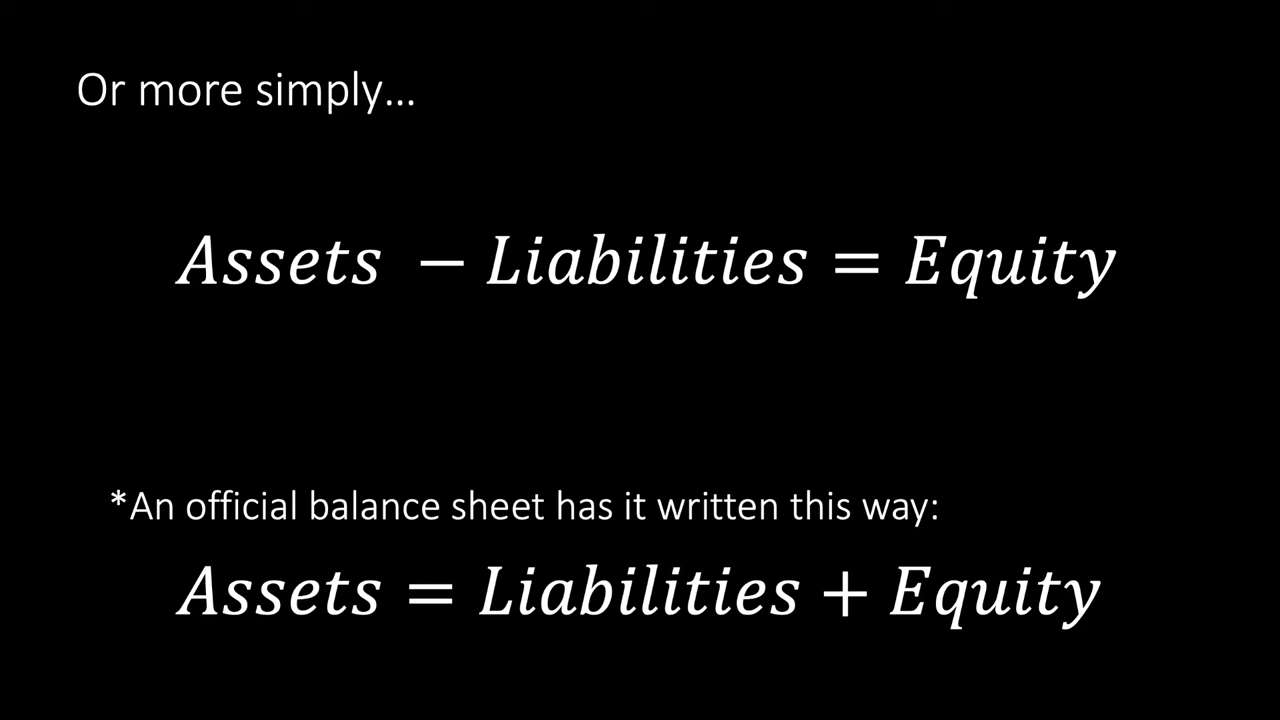 Or more simply…
Assets − Liabilities = Equity
*An official balance sheet has it written this way:
Assets = Liabilities + Equity